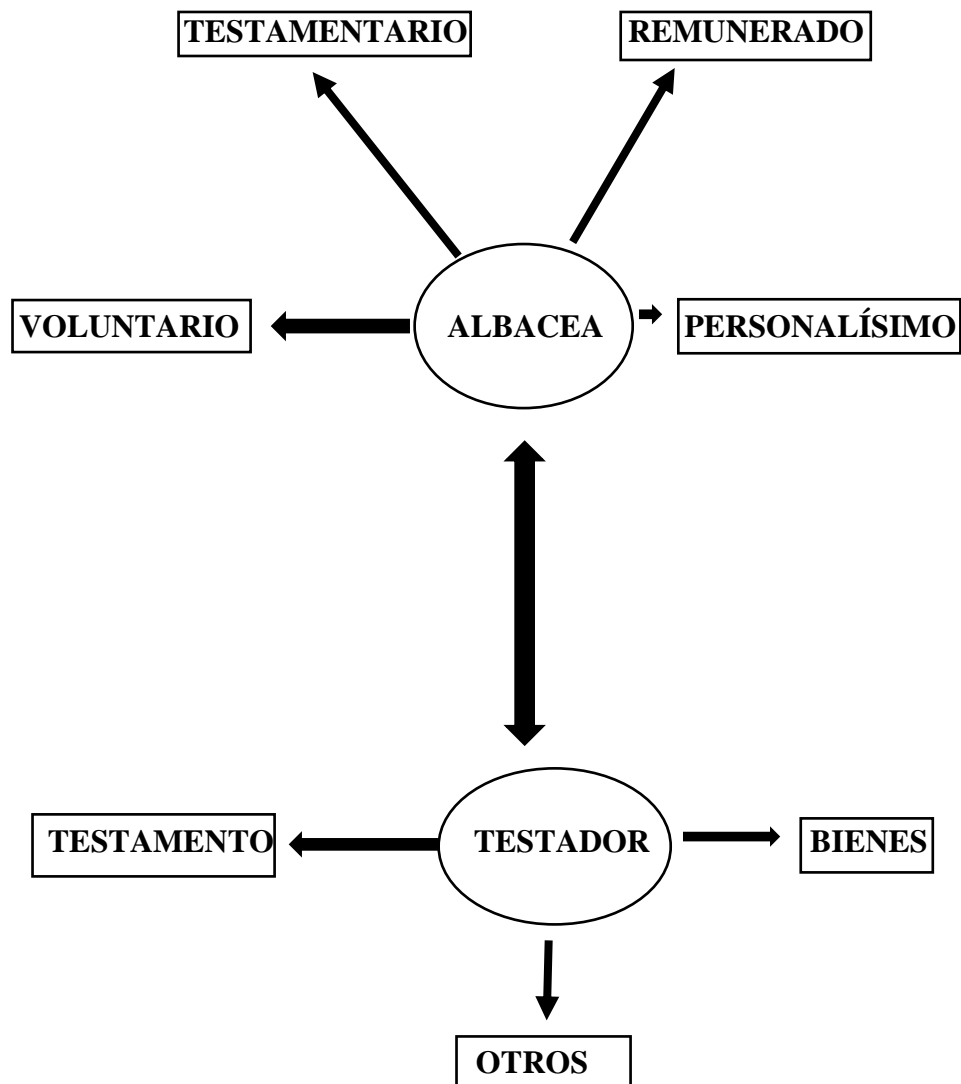 TESTAMENTARIO
REMUNERADO
VOLUNTARIO
ALBACEA
PERSONALÍSIMO
TESTAMENTO
TESTADOR
BIENES
OTROS